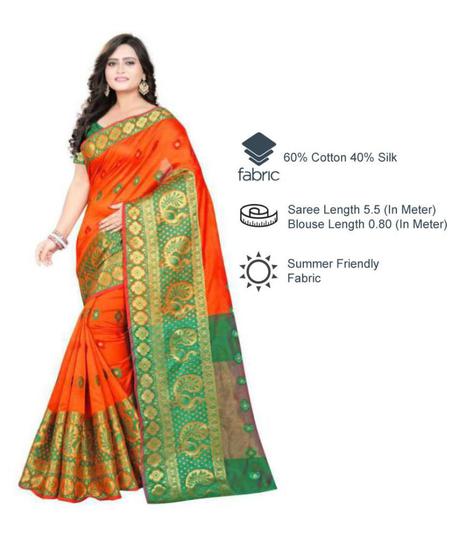 60% Cotton 40% Silk
fabric
Saree Length 5.5 (In Meter)
Blouse Length 0.80 (In Meter)
Summer Friendly
Fabric